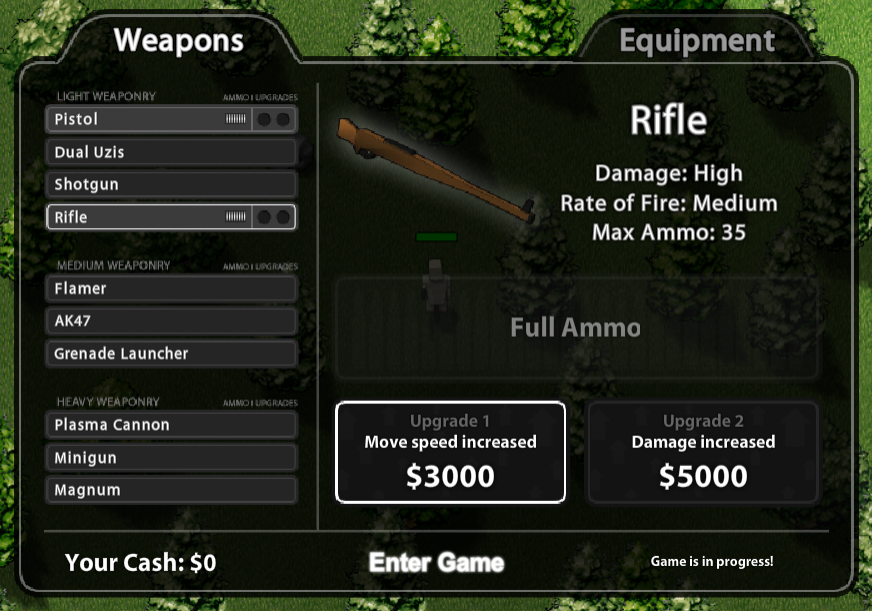 Weapons
Equipment
LIGHT WEAPONRY AMMO | UPGRADES
Pistol
Dual Uzis
Shotgun
Rifle
MEDIUM WEAPONRY AMMO | UPGRADES
Flamer
AK47
Grenade Launcher
HEAVY WEAPONRY AMMO | UPGRADES
Plasma Cannon
Minigun
Magnum
Rifle
Damage: High
Rate of Fire: Medium
Max Ammo: 35
Full Ammo
Upgrade 1
Move speed increased
$3000
Upgrade 2
Damage increased
$5000
Your Cash: $0
Enter Game
Game is in progress!